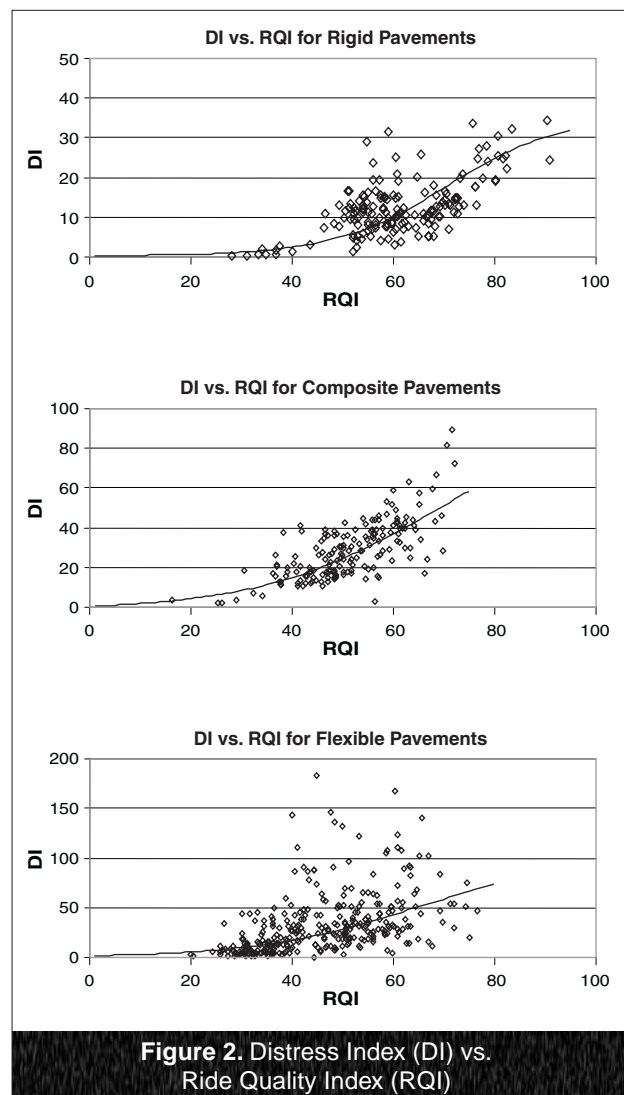 DI vs. RQI for Rigid Pavements
50
40
30
20
10
0
DI
0 20 40 60 80 100
RQI
DI vs. RQI for Composite Pavements
100
80
60
40
20
0
DI
0 20 40 60 80 100
RQI
DI vs. RQI for Flexible Pavements
200
150
100
50
0
DI
0 20 40 60 80 100
RQI
Figure 2. Distress Index (DI) vs.
Ride Quality Index (RQI)